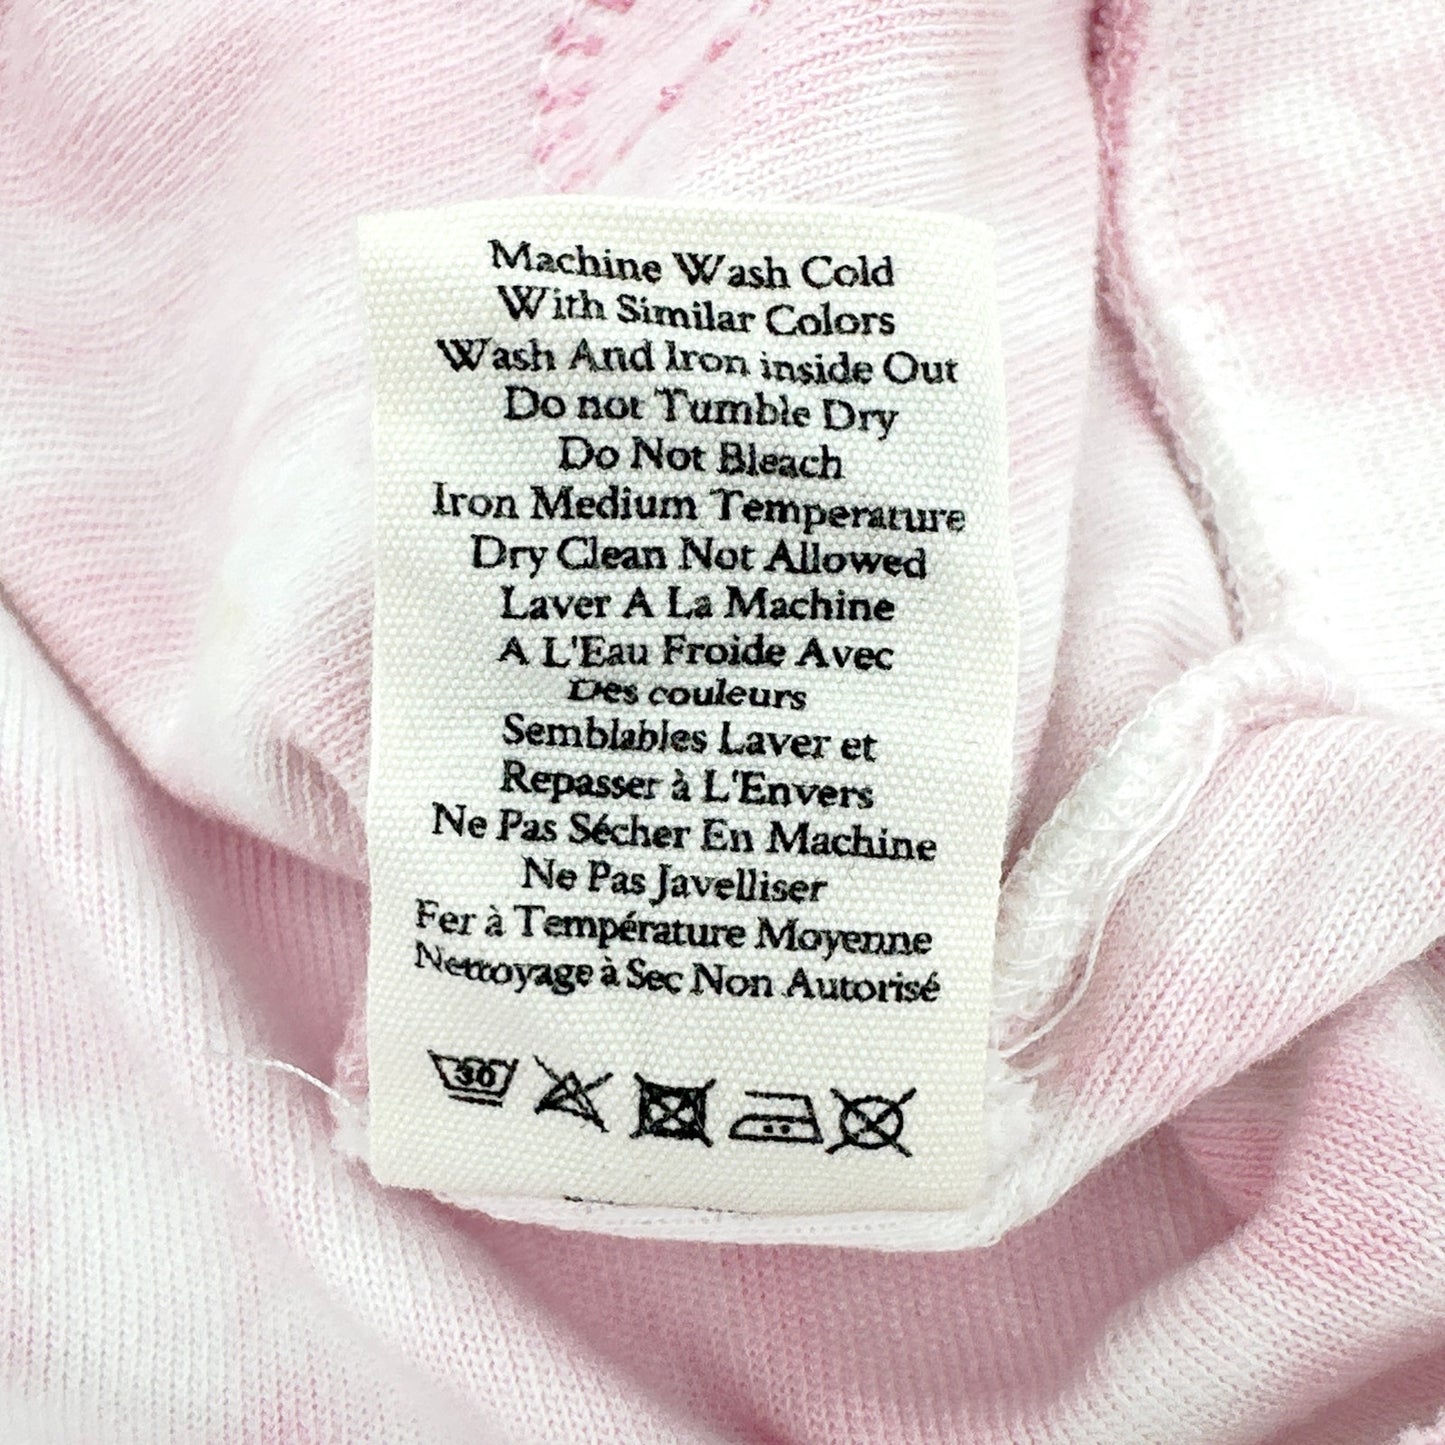 Machine Wash Cold
With Similar Colors
Wash And Iron inside Out
Do not Tumble Dry
Do Not Bleach
Iron Medium Temperature
Dry Clean Not Allowed
Laver A La Machine
A L'Eau Froide Avec
Des couleurs
Semblables Laver et
Repasser à L'Envers
Ne Pas Sécher En Machine
Ne Pas Javelliser
Fer à Température Moyenne
Nettoyage à Sec Non Autorisé
30